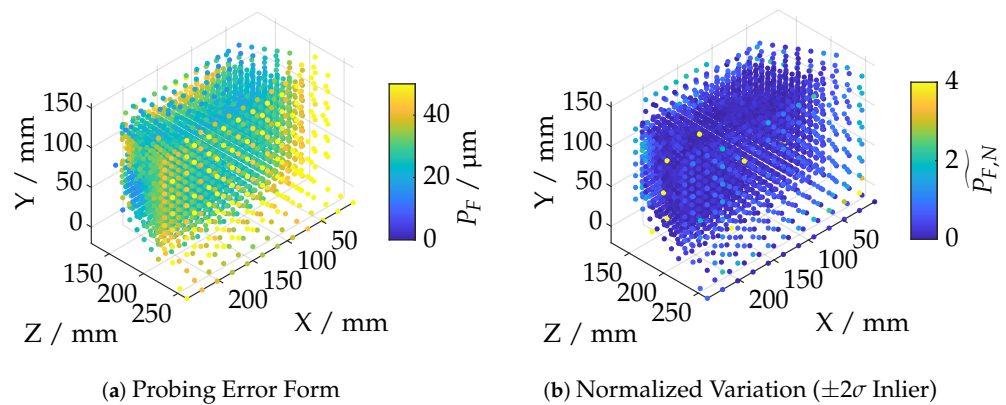 150
100
50
0
Y / mm
150
200
250
Z / mm
200
150
100
50
X / mm
40
20
0
P_F / µm
(a) Probing Error Form
150
100
50
0
Y / mm
150
200
250
Z / mm
200
150
100
50
X / mm
4
2
0
\widetilde{P_{F,N}}
(b) Normalized Variation (±2σ Inlier)